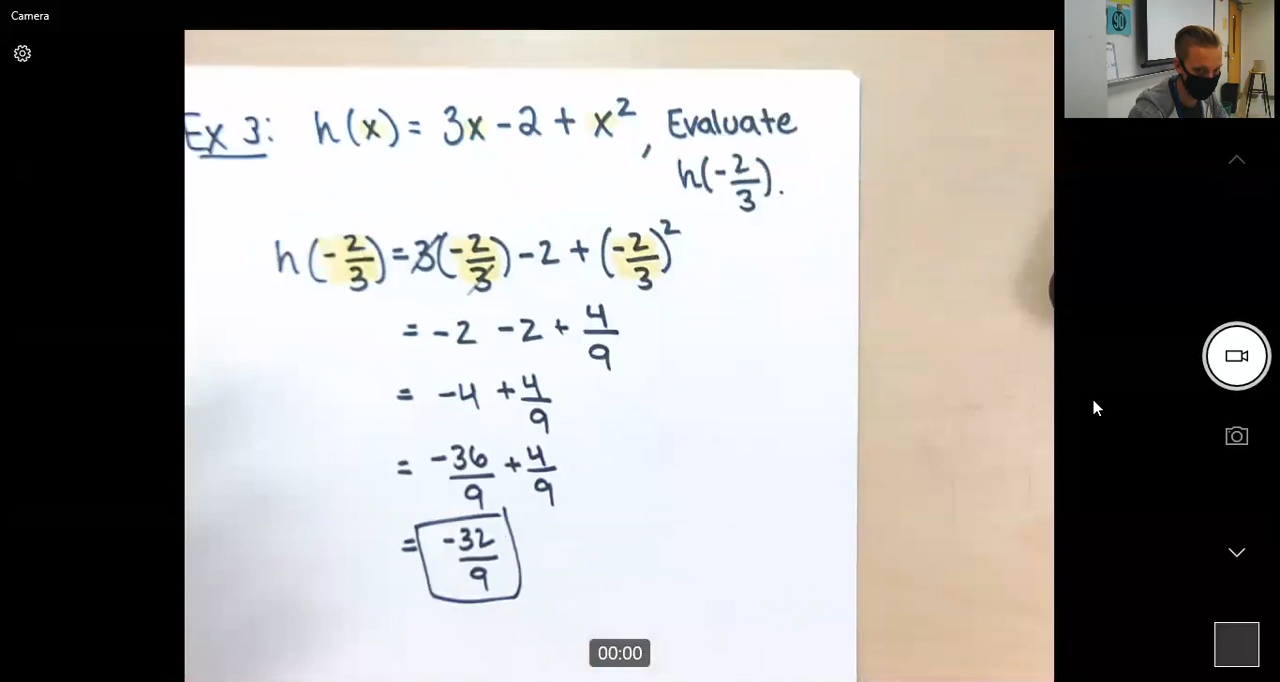 Camera
90
Ex 3: h(x) = 3x - 2 + x², Evaluate
h(-2/3).
h(-2/3) = 3(-2/3) - 2 + (-2/3)²
= -2 -2 + 4/9
= -4 + 4/9
= -36/9 + 4/9
= -32/9
00:00